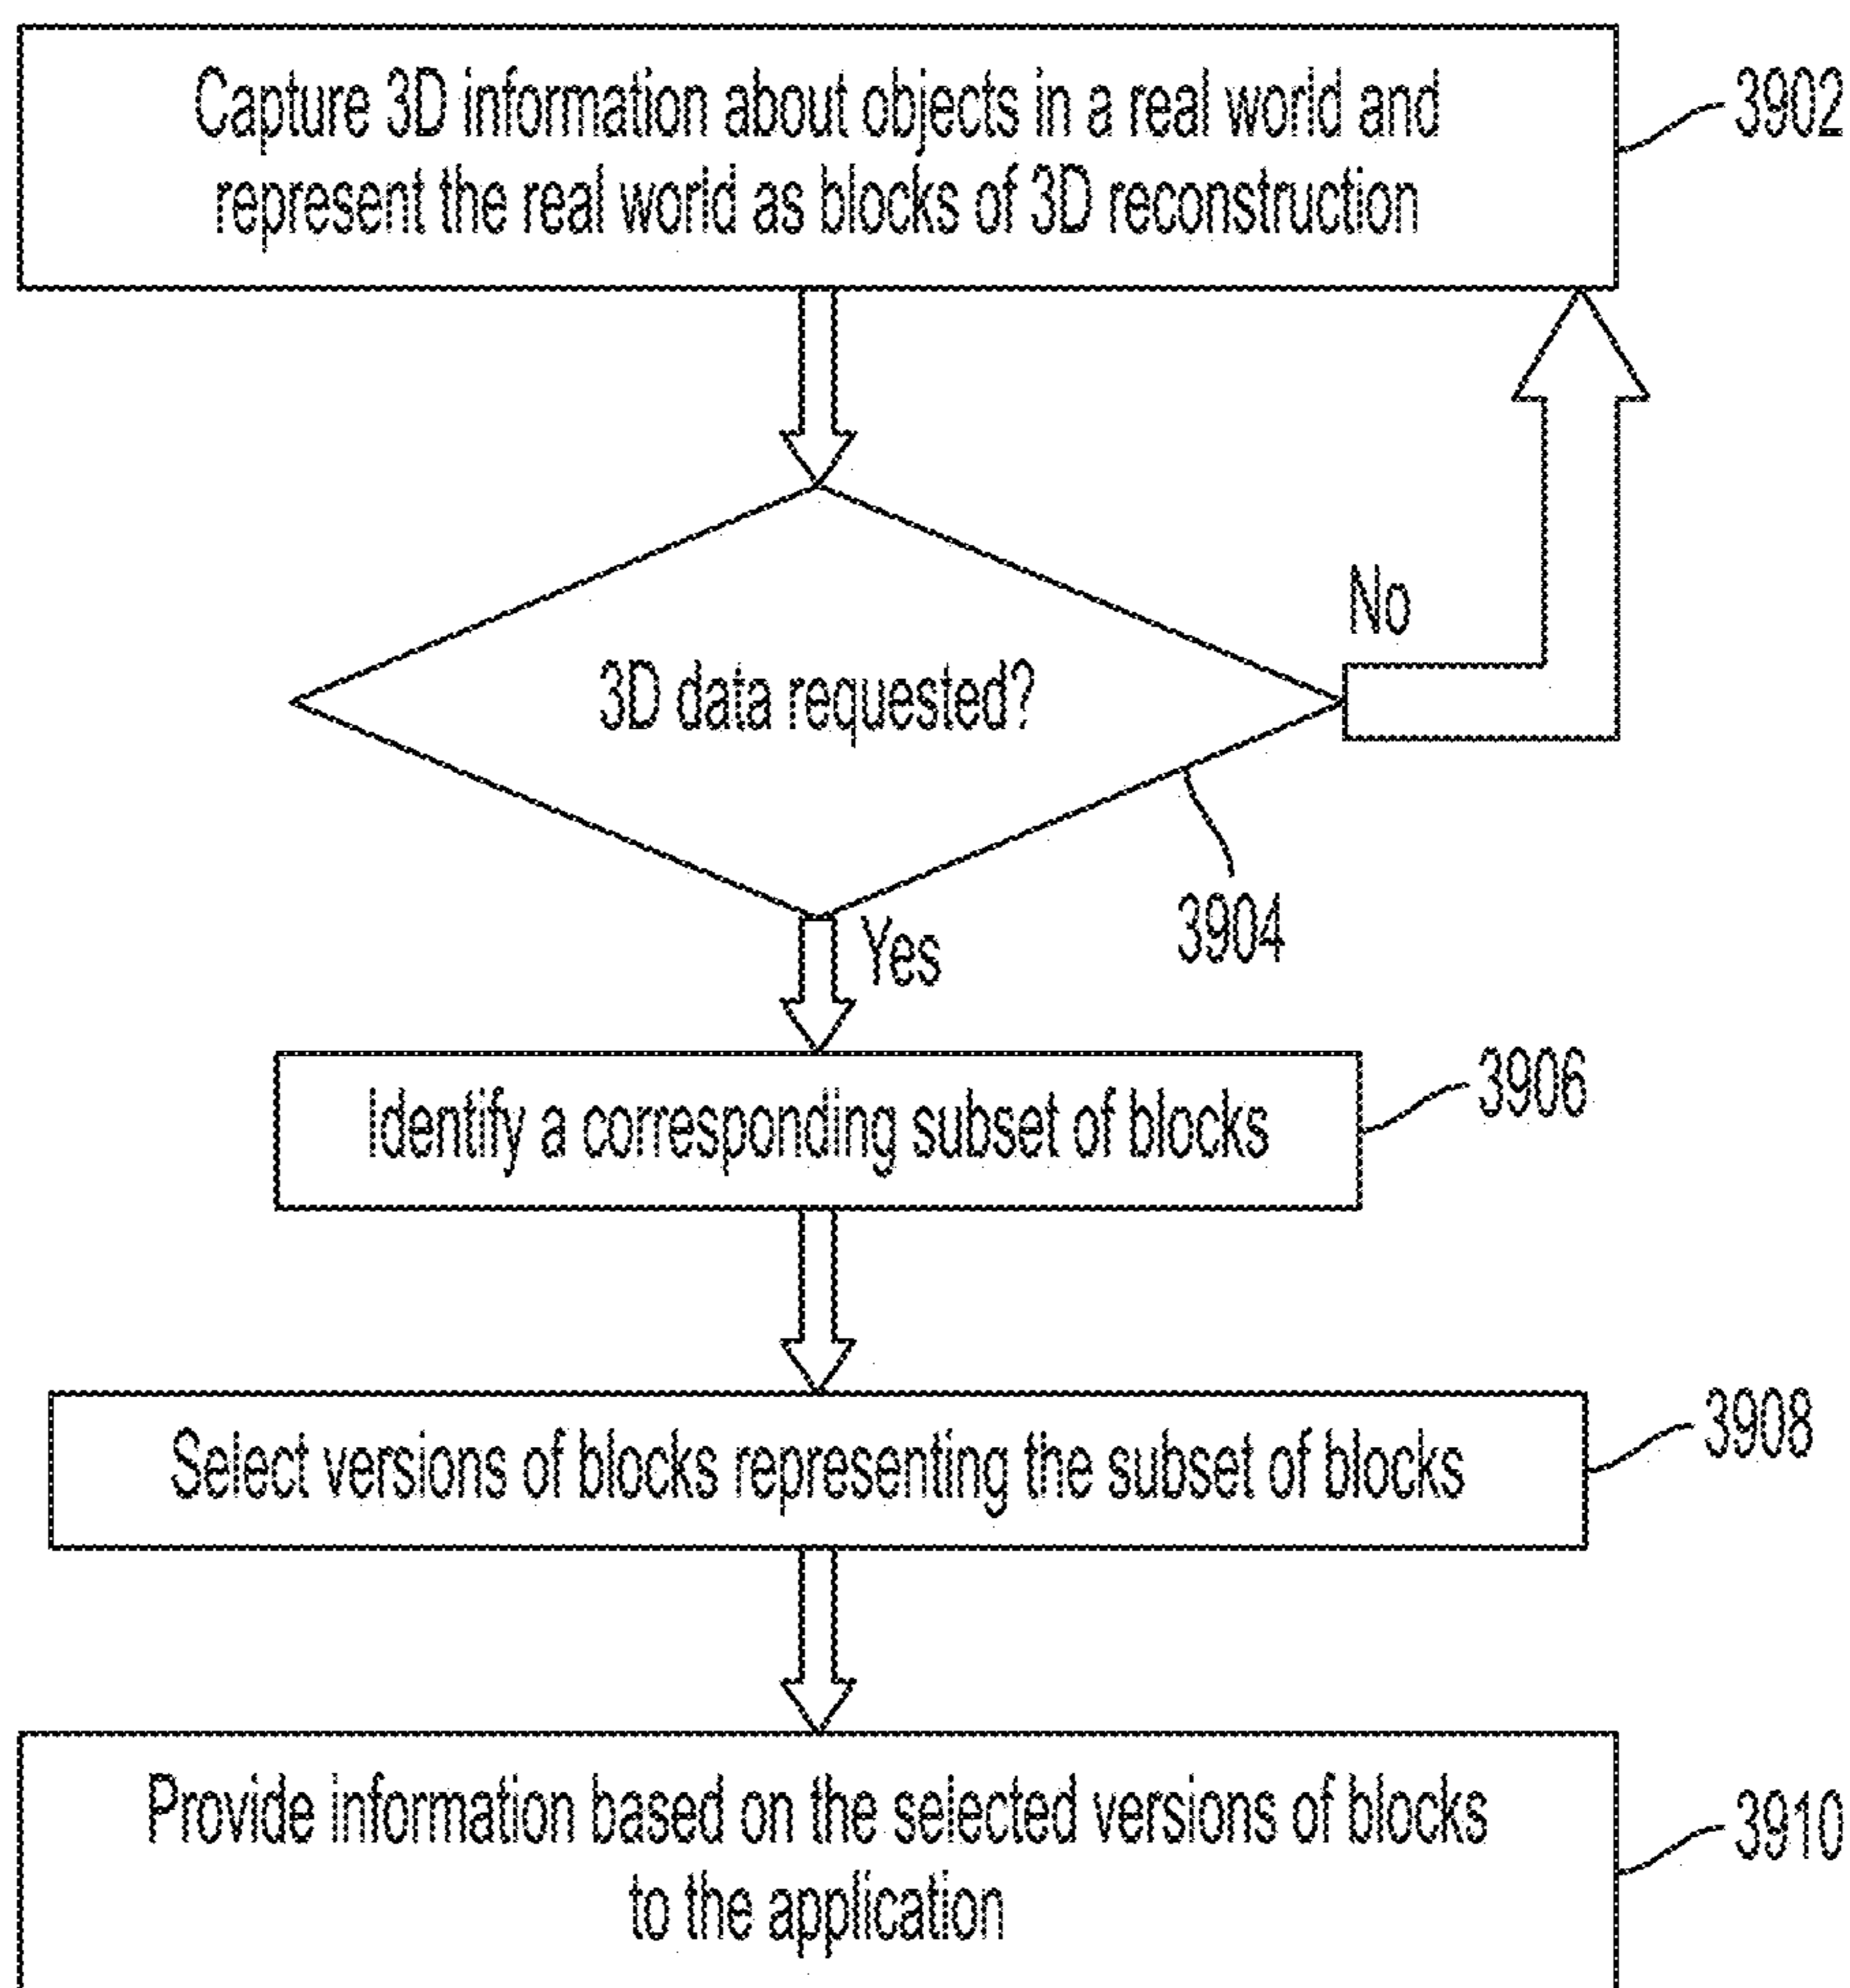 Capture 3D information about objects in a real world and
represent the real world as blocks of 3D reconstruction
3902
No
3D data requested?
3904
Yes
Identify a corresponding subset of blocks
3906
Select versions of blocks representing the subset of blocks
3908
Provide information based on the selected versions of blocks
to the application
3910